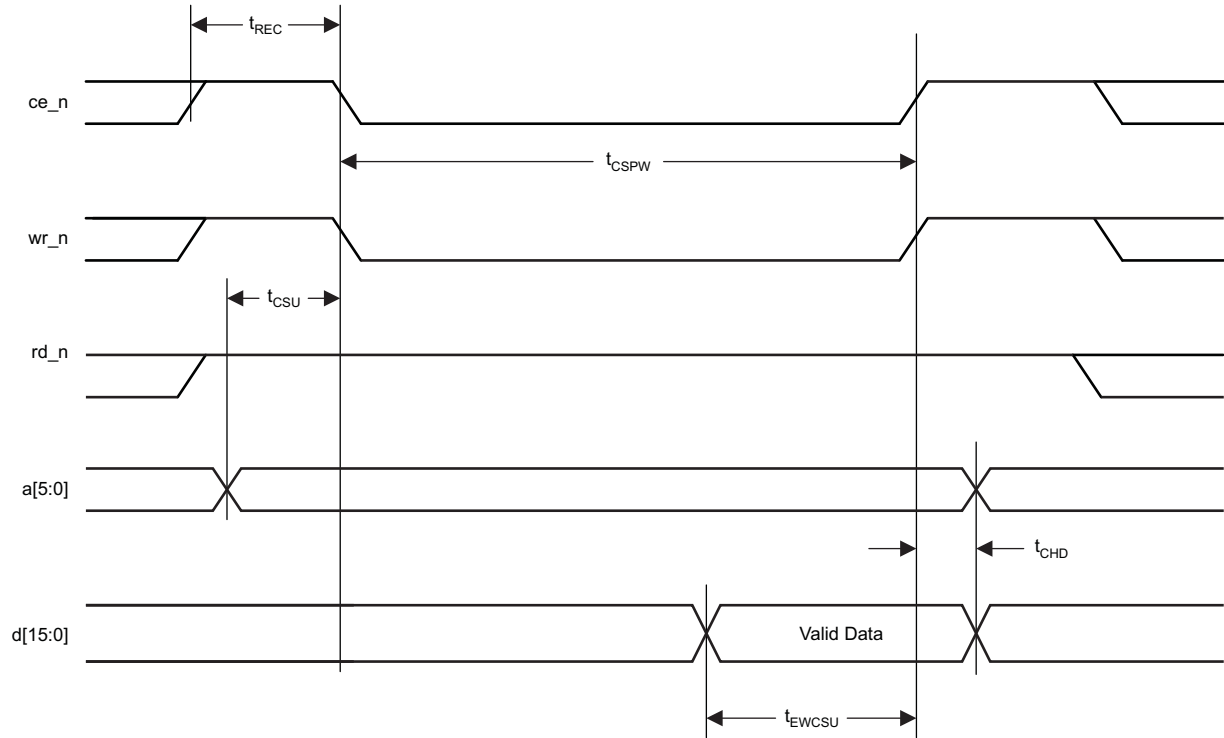 tREC
ce_n
tCSPW
wr_n
tCSU
rd_n
a[5:0]
tCHD
d[15:0]
Valid Data
tEWCSU